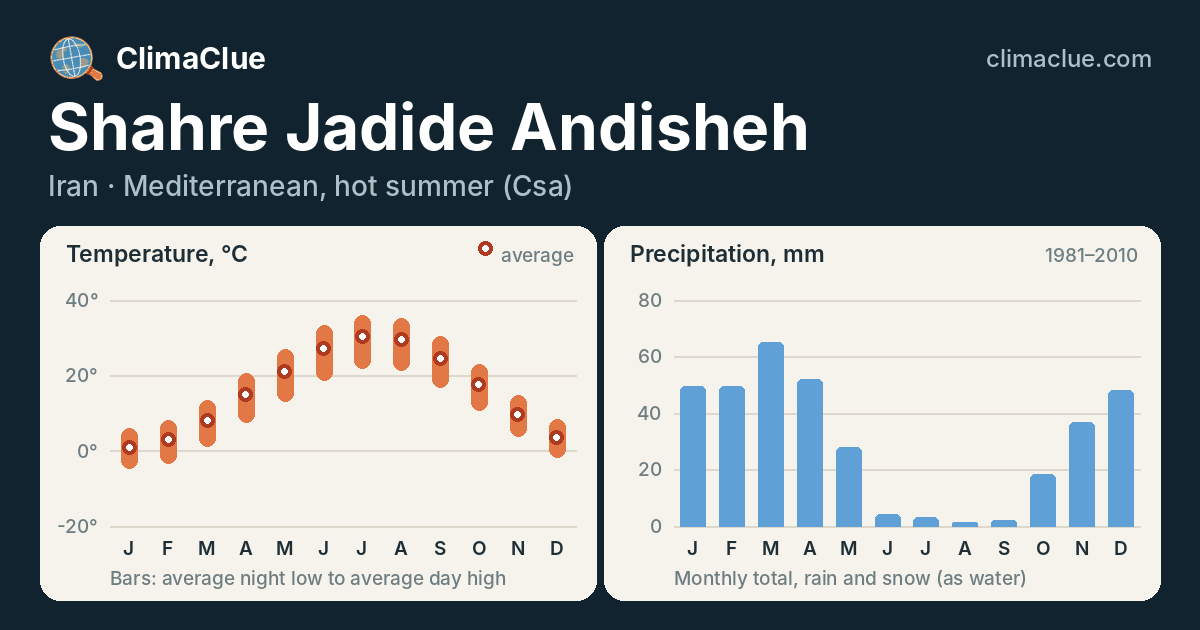 ClimaClue
climaclue.com
Shahre Jadide Andisheh
Iran · Mediterranean, hot summer (Csa)
Temperature, °C
average
40°
20°
0°
-20°
J F M A M J J A S O N D
Bars: average night low to average day high
Precipitation, mm
1981–2010
80
60
40
20
0
J F M A M J J A S O N D
Monthly total, rain and snow (as water)